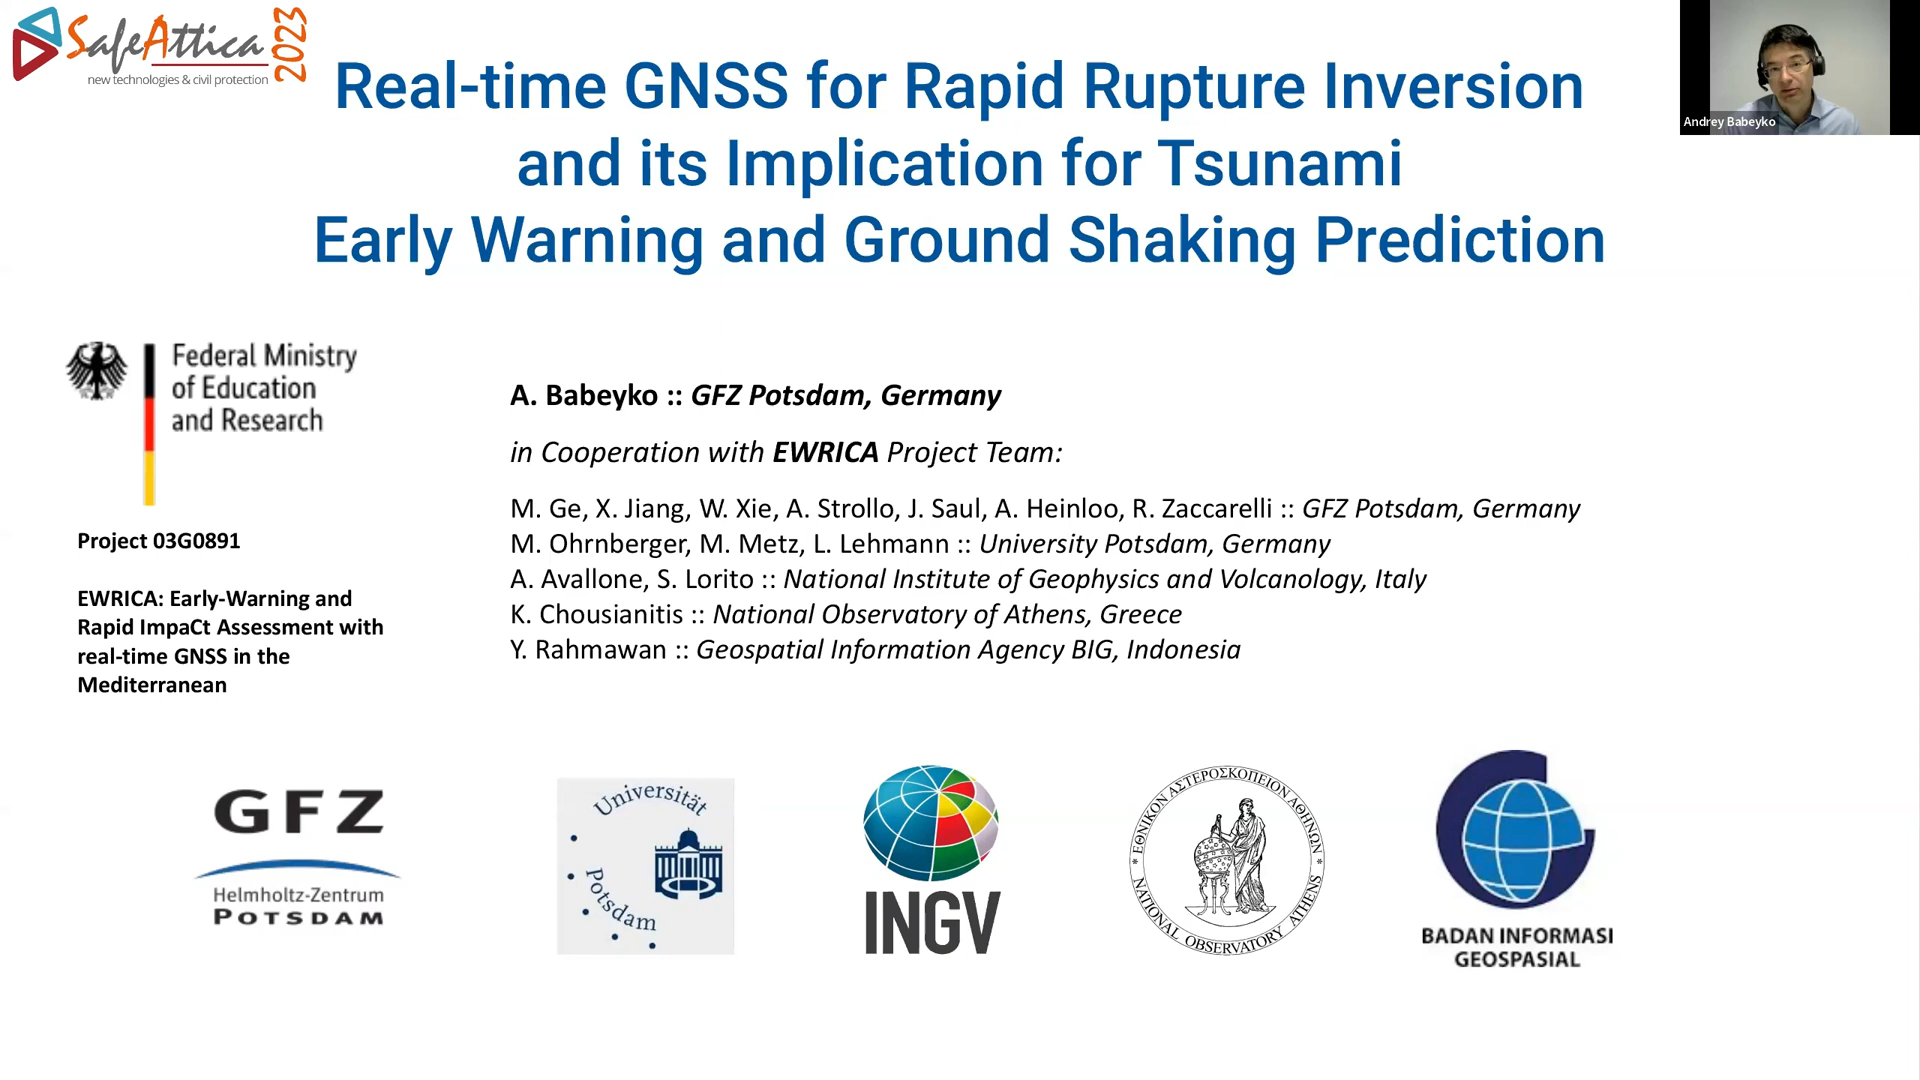 SafeAttica 2023
new technologies & civil protection
Real-time GNSS for Rapid Rupture Inversion
and its Implication for Tsunami
Early Warning and Ground Shaking Prediction
Andrey Babeyko
Federal Ministry
of Education
and Research
Project 03G0891
EWRICA: Early-Warning and
Rapid ImpaCt Assessment with
real-time GNSS in the
Mediterranean
A. Babeyko :: GFZ Potsdam, Germany
in Cooperation with EWRICA Project Team:
M. Ge, X. Jiang, W. Xie, A. Strollo, J. Saul, A. Heinloo, R. Zaccarelli :: GFZ Potsdam, Germany
M. Ohrnberger, M. Metz, L. Lehmann :: University Potsdam, Germany
A. Avallone, S. Lorito :: National Institute of Geophysics and Volcanology, Italy
K. Chousianitis :: National Observatory of Athens, Greece
Y. Rahmawan :: Geospatial Information Agency BIG, Indonesia
GFZ
Helmholtz-Zentrum
POTSDAM
Universität
Potsdam
INGV
ΕΘΝΙΚΟΝ ΑΣΤΕΡΟΣΚΟΠΕΙΟΝ ΑΘΗΝΩΝ
NATIONAL OBSERVATORY ATHENS
BADAN INFORMASI
GEOSPASIAL